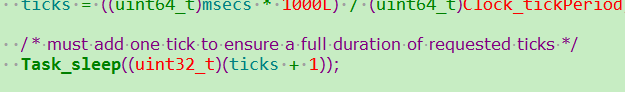 ticks = ((uint64_t)msecs * 1000L) / (uint64_t)Clock_tickPeriod
/* must add one tick to ensure a full duration of requested ticks */
Task_sleep((uint32_t)(ticks + 1));